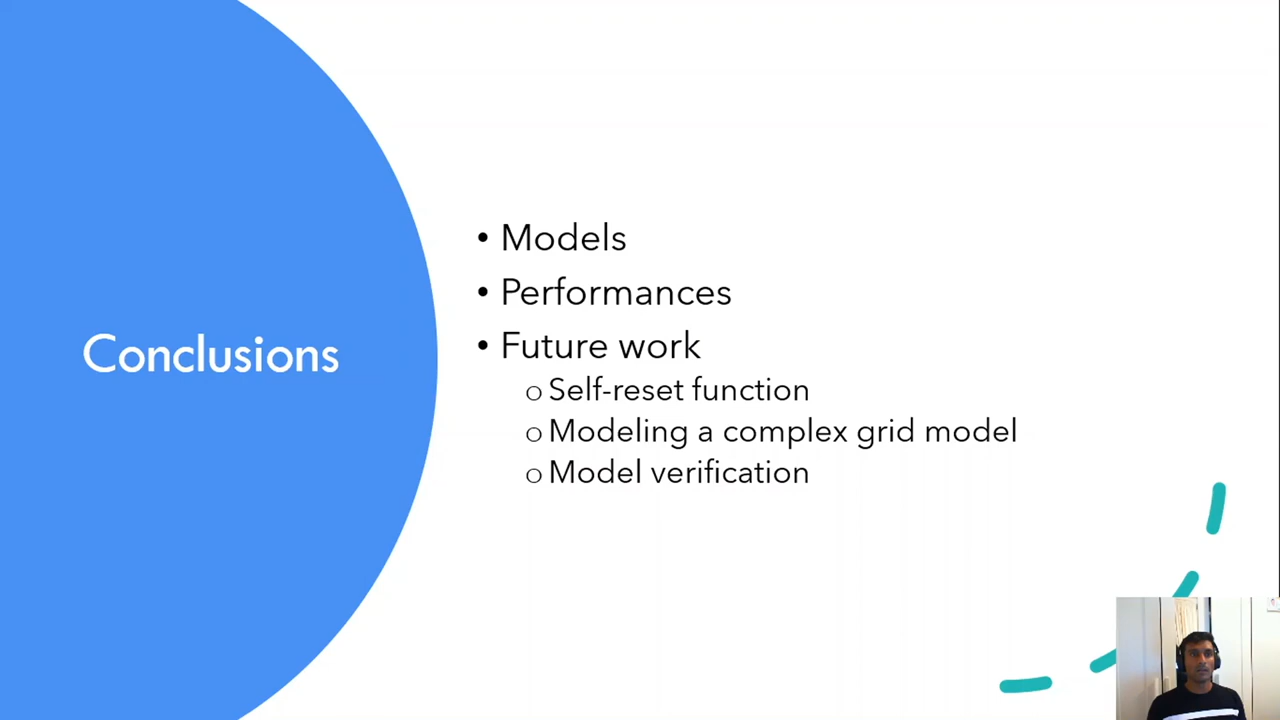 Conclusions
• Models
• Performances
• Future work
o Self-reset function
o Modeling a complex grid model
o Model verification